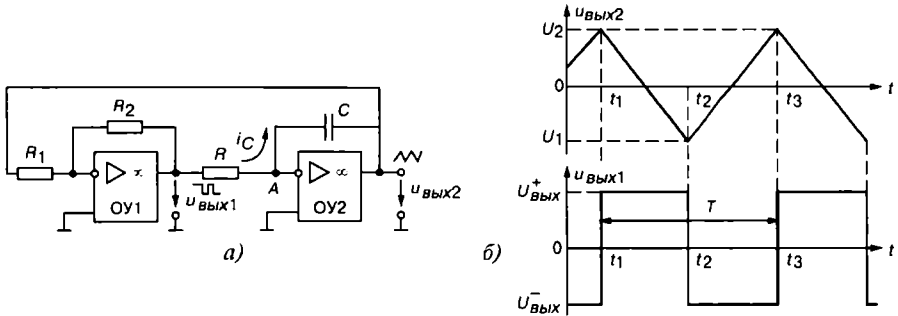 R2
C
R1
iC
R
▷ ∝
▷ ∞
A
ОУ1
uвых1
ОУ2
uвых2
а)
uвых2
U2
0
t1
t2
t3
t
U1
uвых1
U+вых
T
0
t1
t2
t3
t
U−вых
б)